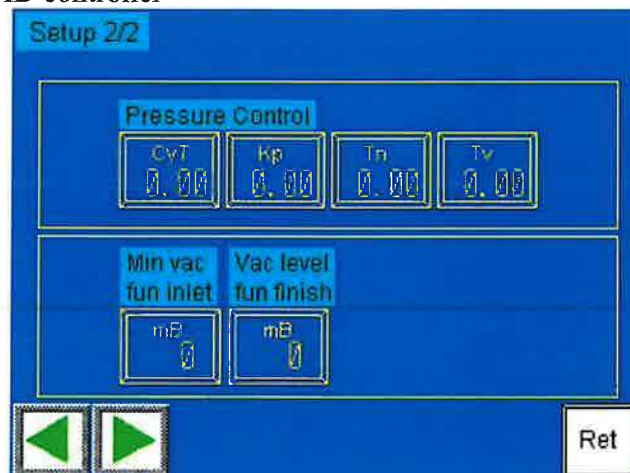 Setup 2/2
Pressure Control
CyT Kp Tn Tv
0.00 0.00 0.00 0.00
Min vac Vac level
fun inlet fun finish
mB mB
0 0
Ret